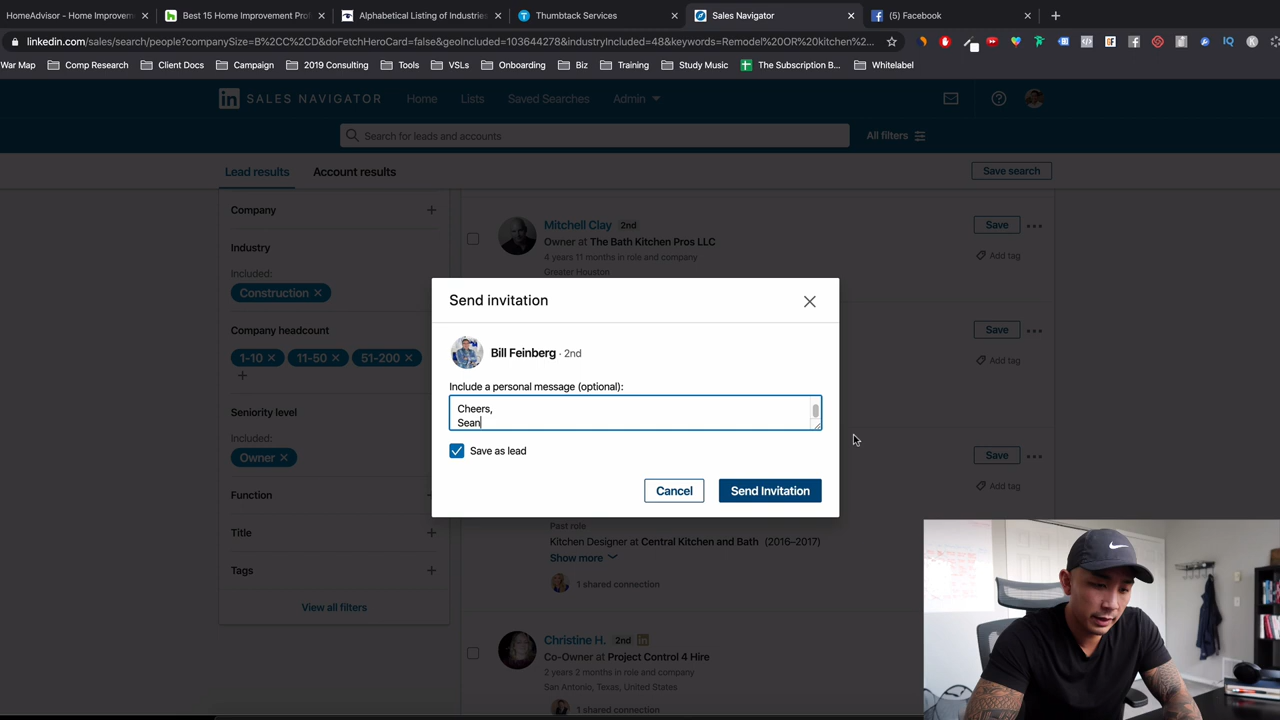 HomeAdvisor - Home Improvem
Best 15 Home Improvement Prof
Alphabetical Listing of Industries
Thumbtack Services
Sales Navigator
(5) Facebook
linkedin.com/sales/search/people?companySize=B%2CC%2CD&doFetchHeroCard=false&geoIncluded=103644278&industryIncluded=48&keywords=Remodel%20OR%20kitchen%2...
War Map
Comp Research
Client Docs
Campaign
2019 Consulting
Tools
VSLs
Onboarding
Biz
Training
Study Music
The Subscription B...
Whitelabel
in SALES NAVIGATOR
Home
Lists
Saved Searches
Admin
Search for leads and accounts
All filters
Lead results
Account results
Save search
Company
Industry
Included:
Construction
Company headcount
1-10
11-50
51-200
Seniority level
Included:
Owner
Function
Title
Tags
View all filters
Mitchell Clay 2nd
Owner at The Bath Kitchen Pros LLC
4 years 11 months in role and company
Greater Houston
Save
Add tag
Save
Add tag
Save
Add tag
Send invitation
Bill Feinberg · 2nd
Include a personal message (optional):
Cheers,
Sean
Save as lead
Cancel
Send Invitation
Past role
Kitchen Designer at Central Kitchen and Bath (2016–2017)
Show more
1 shared connection
Christine H. 2nd
Co-Owner at Project Control 4 Hire
2 years 2 months in role and company
San Antonio, Texas, United States
1 shared connection